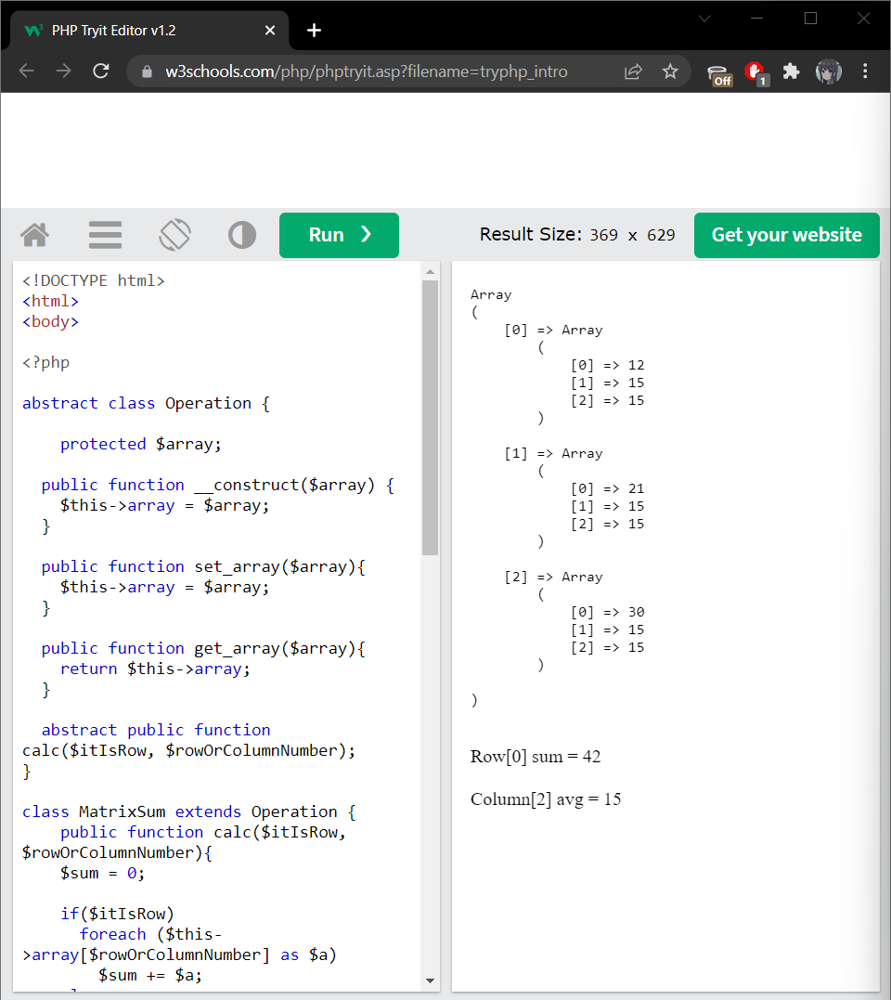 PHP Tryit Editor v1.2
w3schools.com/php/phptryit.asp?filename=tryphp_intro
Off
1
Run ❯
Result Size: 369 x 629
Get your website
<!DOCTYPE html>
<html>
<body>
<?php
abstract class Operation {
protected $array;
public function __construct($array) {
$this->array = $array;
}
public function set_array($array){
$this->array = $array;
}
public function get_array($array){
return $this->array;
}
abstract public function
calc($itIsRow, $rowOrColumnNumber);
}
class MatrixSum extends Operation {
public function calc($itIsRow,
$rowOrColumnNumber){
$sum = 0;
if($itIsRow)
foreach ($this-
>array[$rowOrColumnNumber] as $a)
$sum += $a;
Array
(
[0] => Array
(
[0] => 12
[1] => 15
[2] => 15
)
[1] => Array
(
[0] => 21
[1] => 15
[2] => 15
)
[2] => Array
(
[0] => 30
[1] => 15
[2] => 15
)
)
Row[0] sum = 42
Column[2] avg = 15